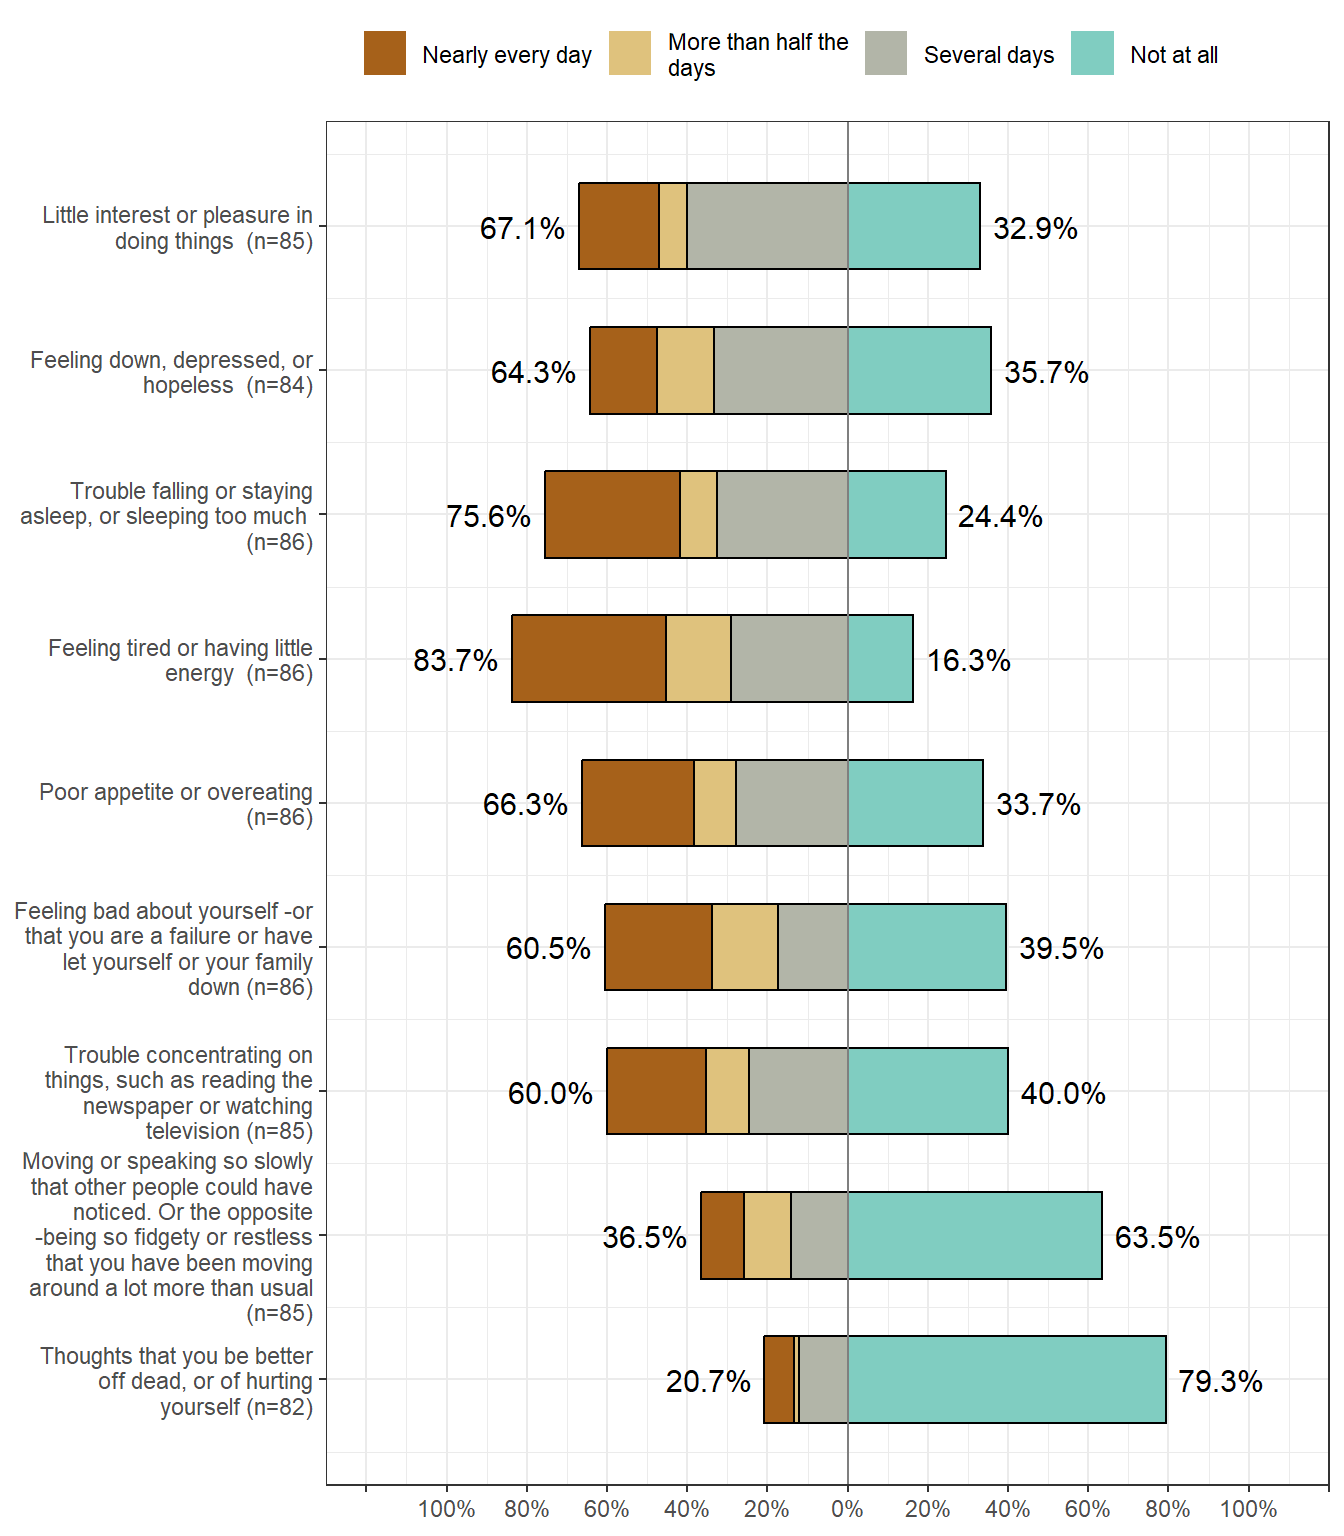 Nearly every day
More than half the
days
Several days
Not at all
Little interest or pleasure in
doing things (n=85)
67.1%
32.9%
Feeling down, depressed, or
hopeless (n=84)
64.3%
35.7%
Trouble falling or staying
asleep, or sleeping too much
(n=86)
75.6%
24.4%
Feeling tired or having little
energy (n=86)
83.7%
16.3%
Poor appetite or overeating
(n=86)
66.3%
33.7%
Feeling bad about yourself -or
that you are a failure or have
let yourself or your family
down (n=86)
60.5%
39.5%
Trouble concentrating on
things, such as reading the
newspaper or watching
television (n=85)
60.0%
40.0%
Moving or speaking so slowly
that other people could have
noticed. Or the opposite
-being so fidgety or restless
that you have been moving
around a lot more than usual
(n=85)
36.5%
63.5%
Thoughts that you be better
off dead, or of hurting
yourself (n=82)
20.7%
79.3%
100% 80% 60% 40% 20% 0% 20% 40% 60% 80% 100%